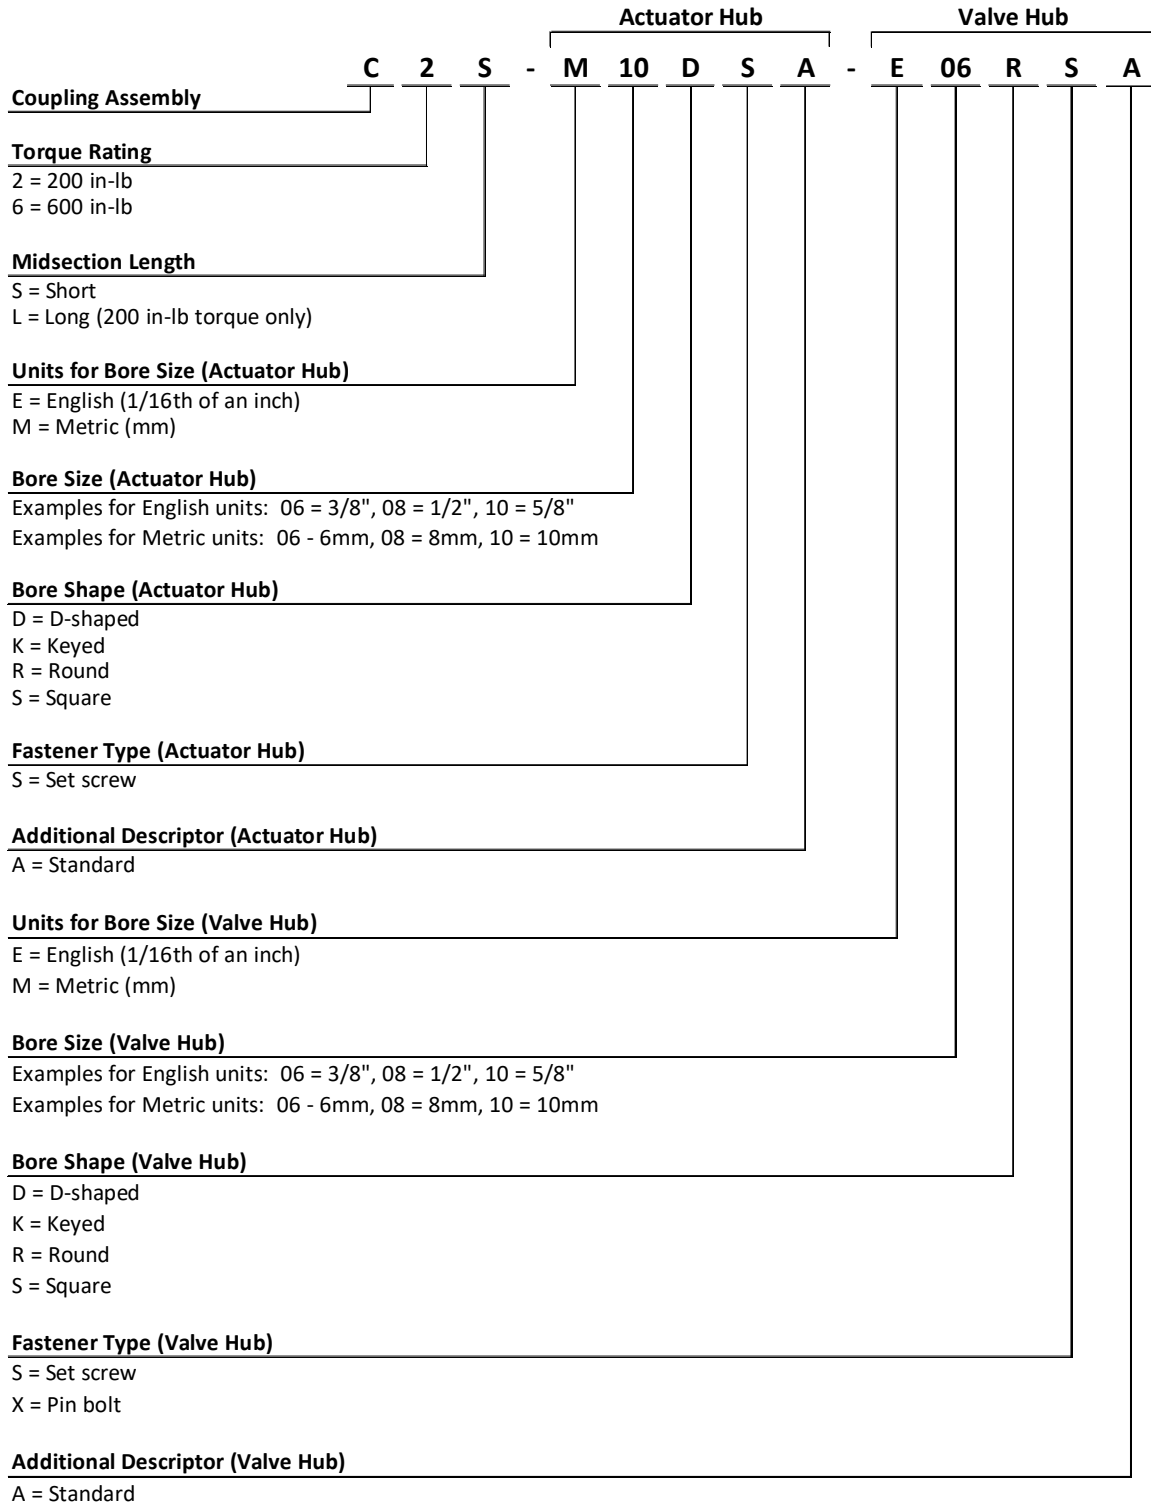 Actuator Hub Valve Hub
C 2 S - M 10 D S A - E 06 R S A
Coupling Assembly
Torque Rating
2 = 200 in-lb
6 = 600 in-lb
Midsection Length
S = Short
L = Long (200 in-lb torque only)
Units for Bore Size (Actuator Hub)
E = English (1/16th of an inch)
M = Metric (mm)
Bore Size (Actuator Hub)
Examples for English units: 06 = 3/8", 08 = 1/2", 10 = 5/8"
Examples for Metric units: 06 - 6mm, 08 = 8mm, 10 = 10mm
Bore Shape (Actuator Hub)
D = D-shaped
K = Keyed
R = Round
S = Square
Fastener Type (Actuator Hub)
S = Set screw
Additional Descriptor (Actuator Hub)
A = Standard
Units for Bore Size (Valve Hub)
E = English (1/16th of an inch)
M = Metric (mm)
Bore Size (Valve Hub)
Examples for English units: 06 = 3/8", 08 = 1/2", 10 = 5/8"
Examples for Metric units: 06 - 6mm, 08 = 8mm, 10 = 10mm
Bore Shape (Valve Hub)
D = D-shaped
K = Keyed
R = Round
S = Square
Fastener Type (Valve Hub)
S = Set screw
X = Pin bolt
Additional Descriptor (Valve Hub)
A = Standard